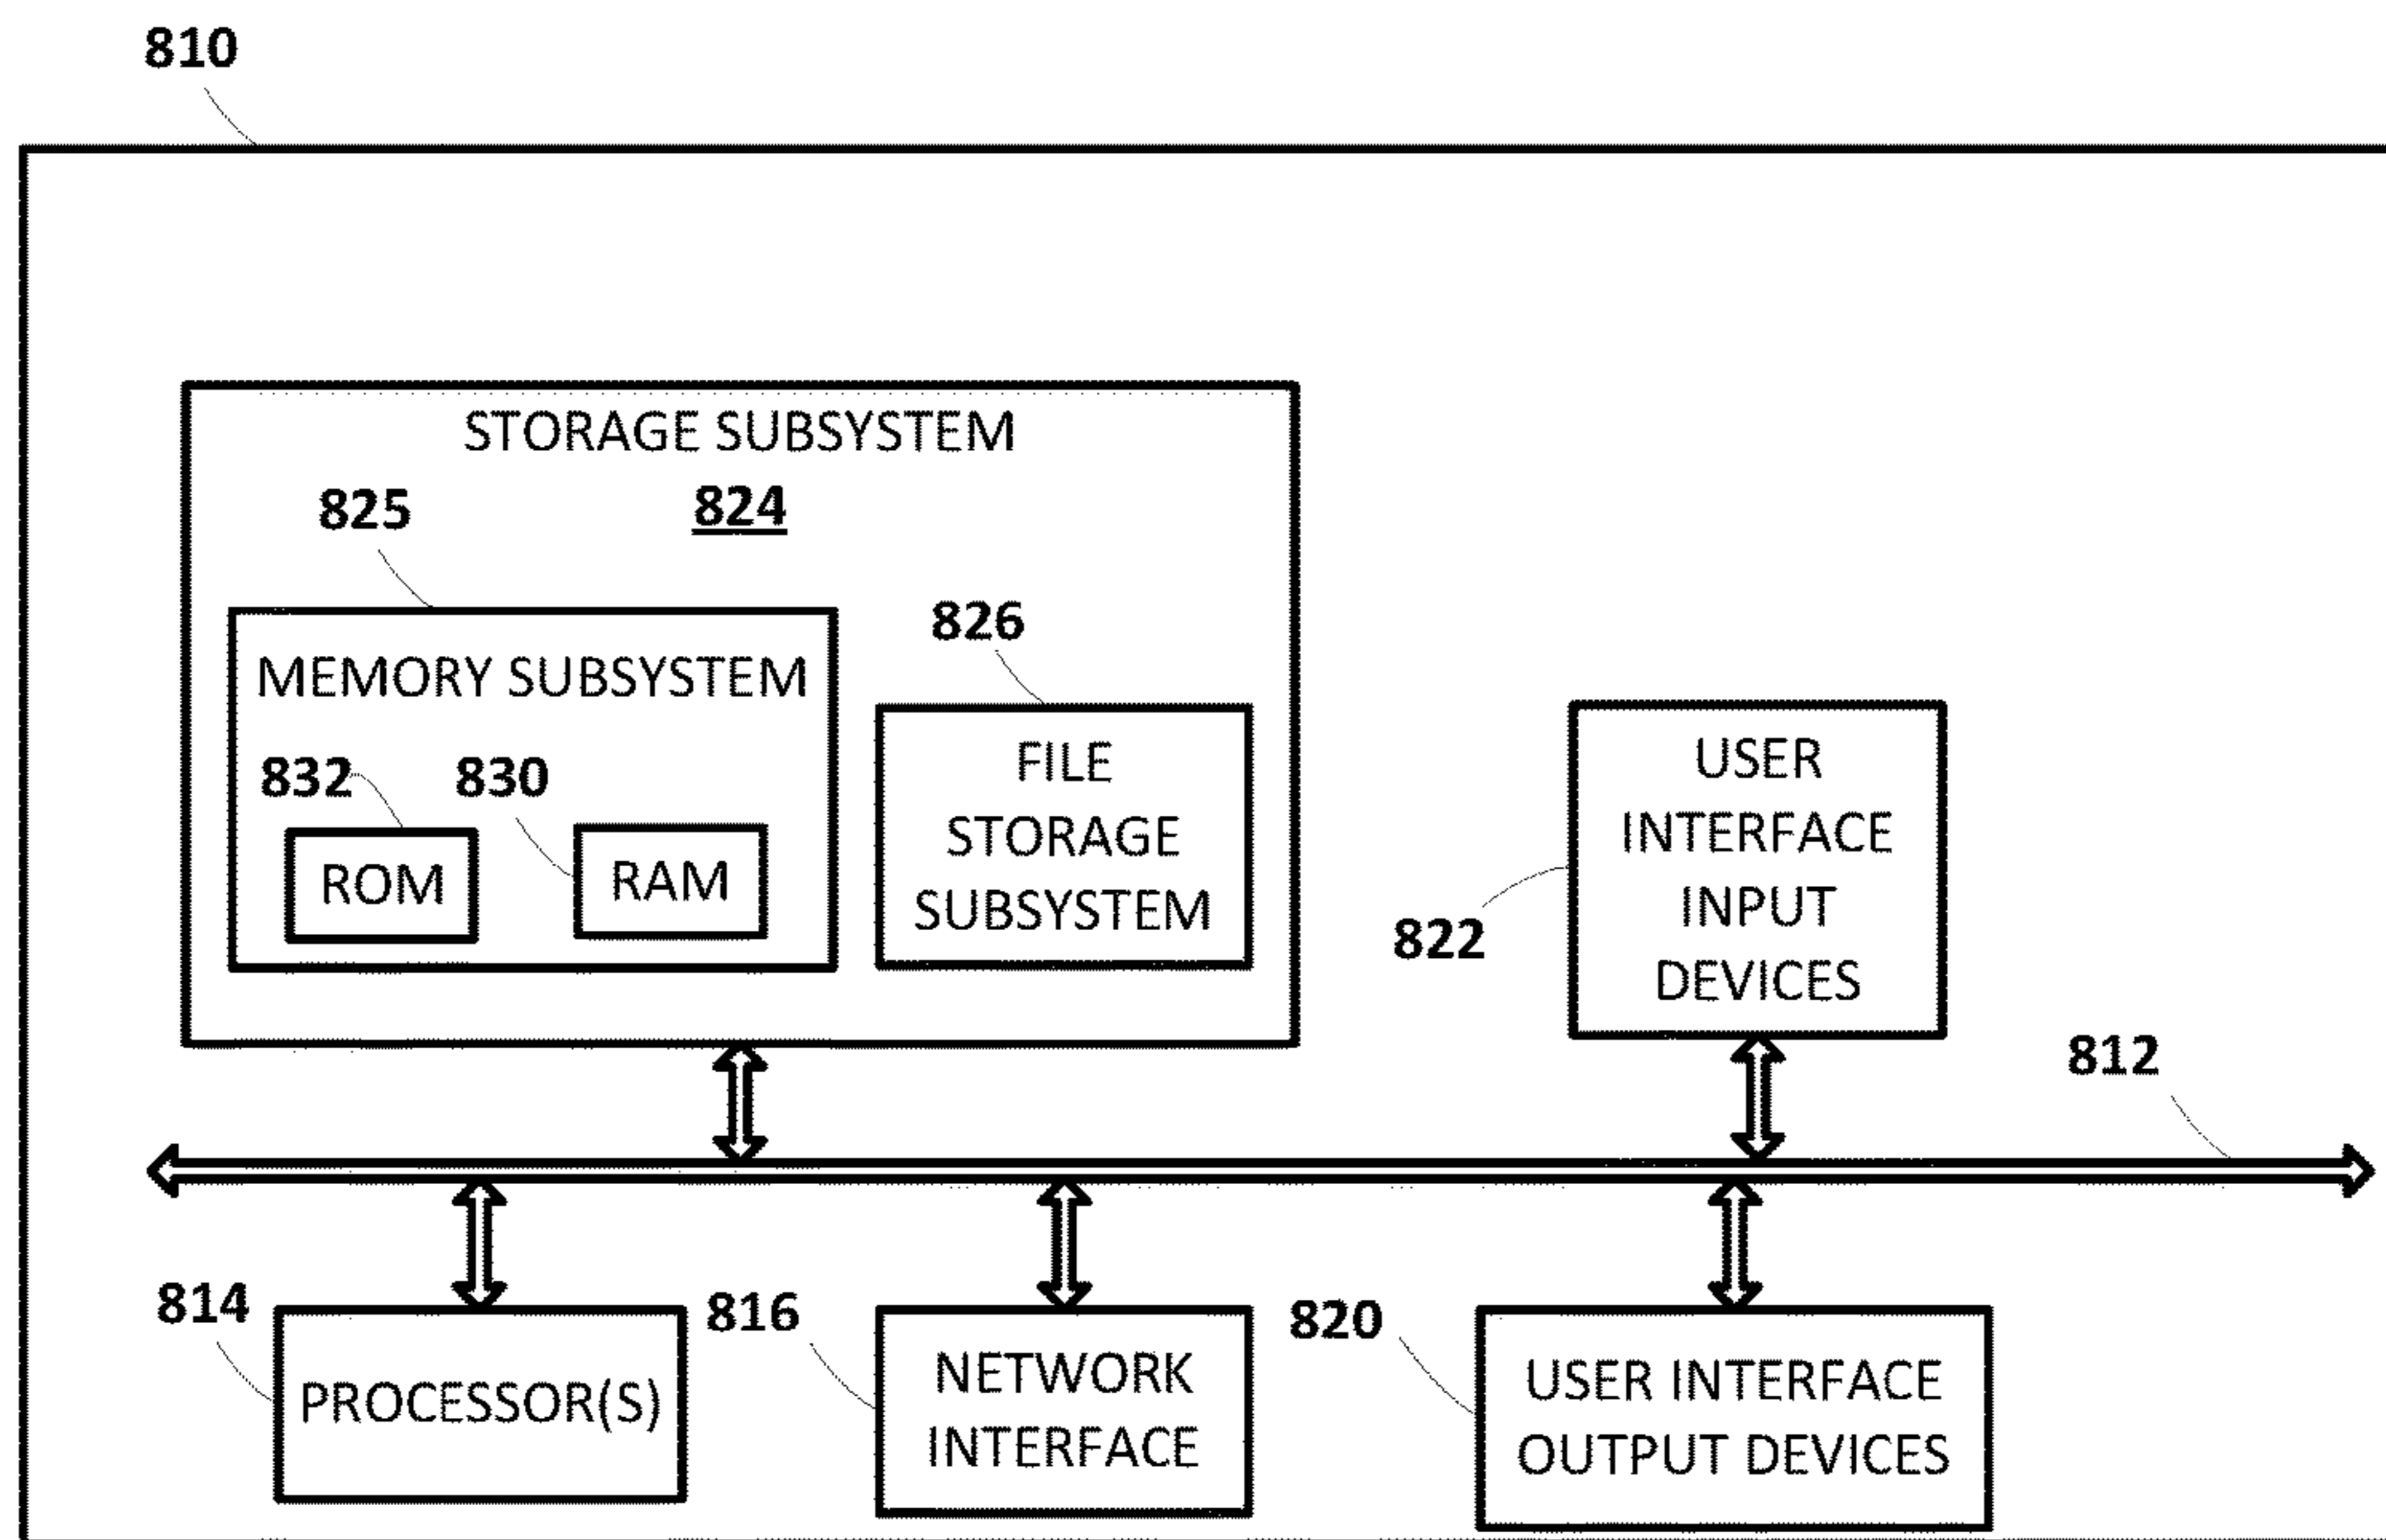 810
STORAGE SUBSYSTEM
825
824
MEMORY SUBSYSTEM
832
830
ROM
RAM
826
FILE
STORAGE
SUBSYSTEM
USER
INTERFACE
INPUT
DEVICES
822
812
814
PROCESSOR(S)
816
NETWORK
INTERFACE
820
USER INTERFACE
OUTPUT DEVICES